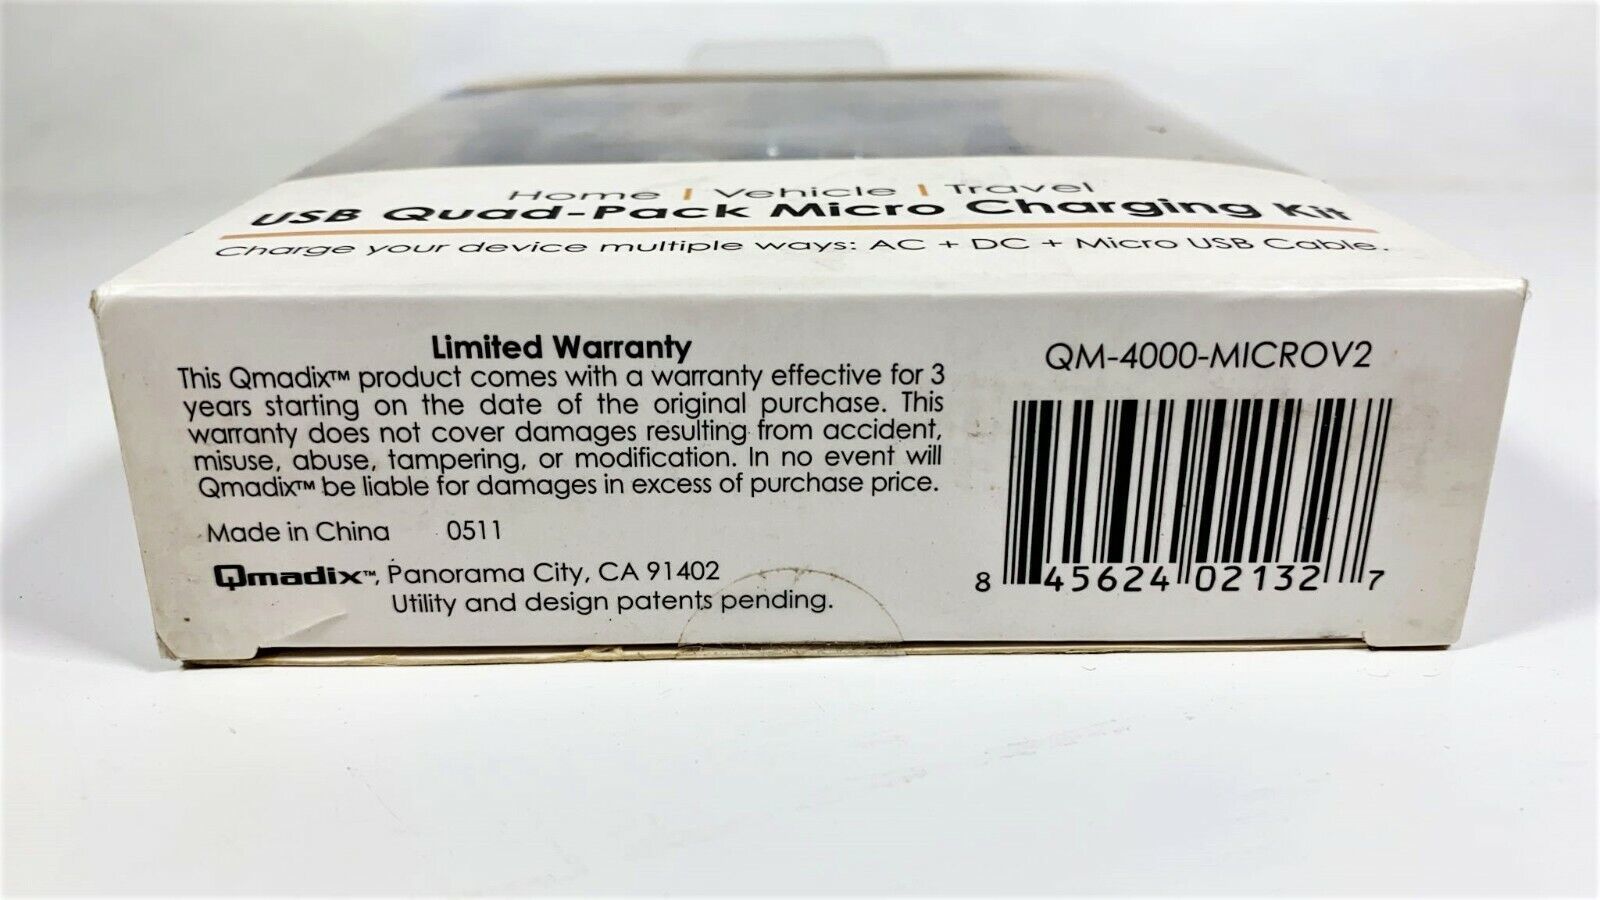 Home | Vehicle | Travel
USB Quad-Pack Micro Charging Kit
Charge your device multiple ways: AC + DC + Micro USB Cable.
Limited Warranty
This Qmadix™ product comes with a warranty effective for 3
years starting on the date of the original purchase. This
warranty does not cover damages resulting from accident,
misuse, abuse, tampering, or modification. In no event will
Qmadix™ be liable for damages in excess of purchase price.
Made in China 0511
Qmadix™, Panorama City, CA 91402
Utility and design patents pending.
QM-4000-MICROV2
8 45624 02132 7